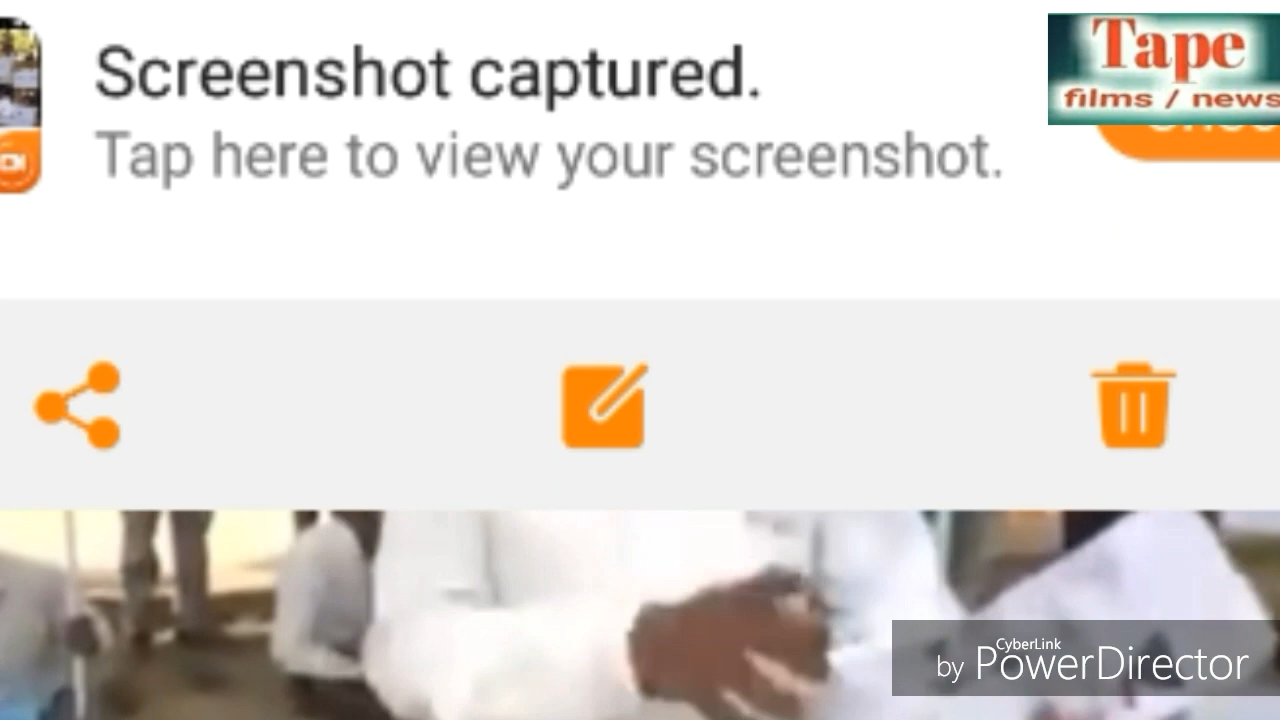 Screenshot captured.
Tap here to view your screenshot.
Tape
films / news
CyberLink
by PowerDirector